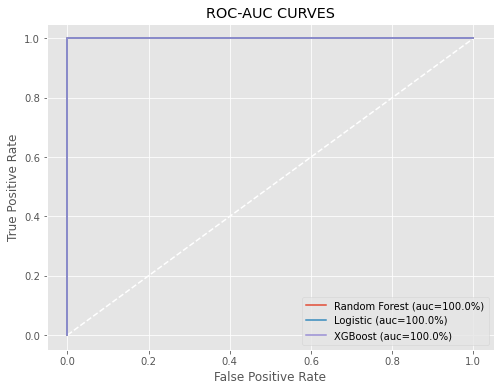 ROC-AUC CURVES
True Positive Rate
1.0
0.8
0.6
0.4
0.2
0.0
Random Forest (auc=100.0%)
Logistic (auc=100.0%)
XGBoost (auc=100.0%)
0.0 0.2 0.4 0.6 0.8 1.0
False Positive Rate